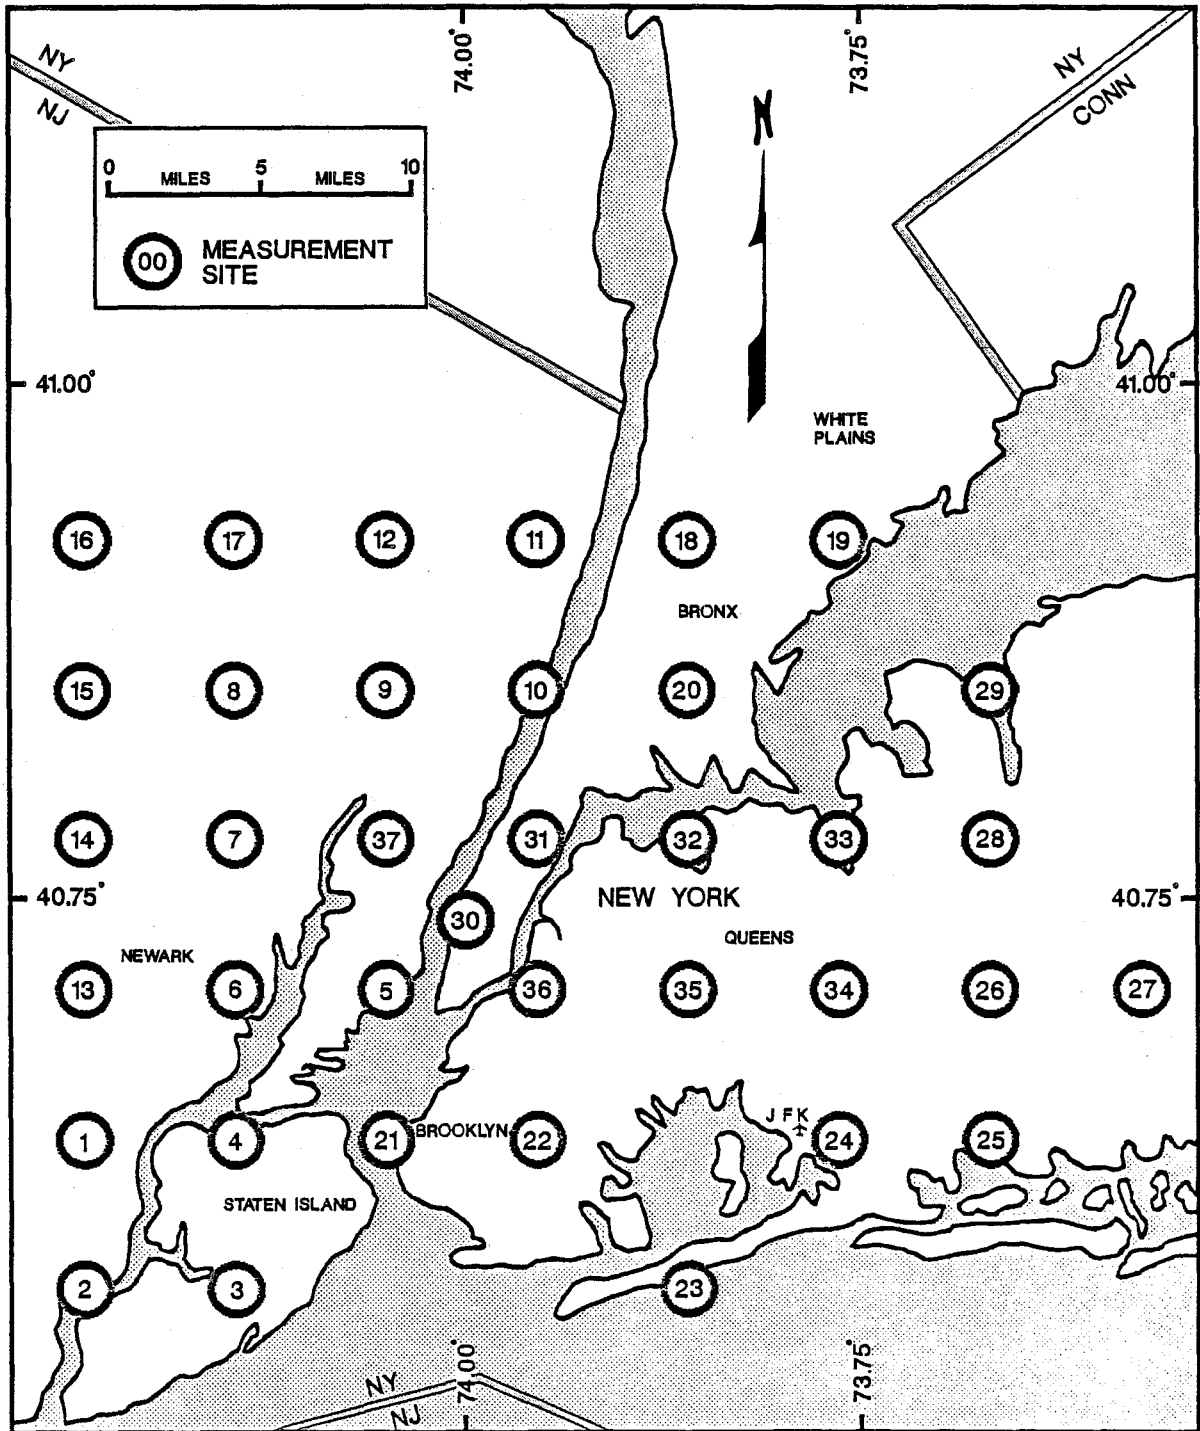 74.00°
73.75°
NY
NJ
NY
CONN
N
0 5 10
MILES MILES
00 MEASUREMENT
SITE
41.00°
41.00°
WHITE
PLAINS
16 17 12 11 18 19
BRONX
15 8 9 10 20 29
14 7 37 31 32 33 28
40.75°
NEW YORK
40.75°
30
QUEENS
NEWARK
13 6 5 36 35 34 26 27
JFK
1 4 21 BROOKLYN 22 24 25
STATEN ISLAND
2 3 23
74.00°
73.75°
NY
NJ